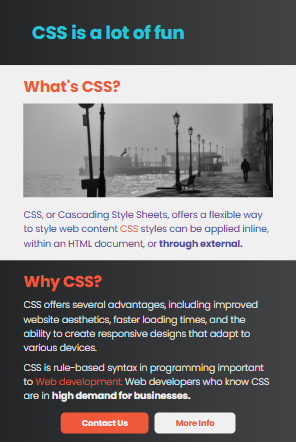 CSS is a lot of fun
What's CSS?
CSS, or Cascading Style Sheets, offers a flexible way
to style web content CSS styles can be applied inline,
within an HTML document, or through external.
Why CSS?
CSS offers several advantages, including improved
website aesthetics, faster loading times, and the
ability to create responsive designs that adapt to
various devices.
CSS is rule-based syntax in programming important
to Web development. Web developers who know CSS
are in high demand for businesses.
Contact Us
More Info